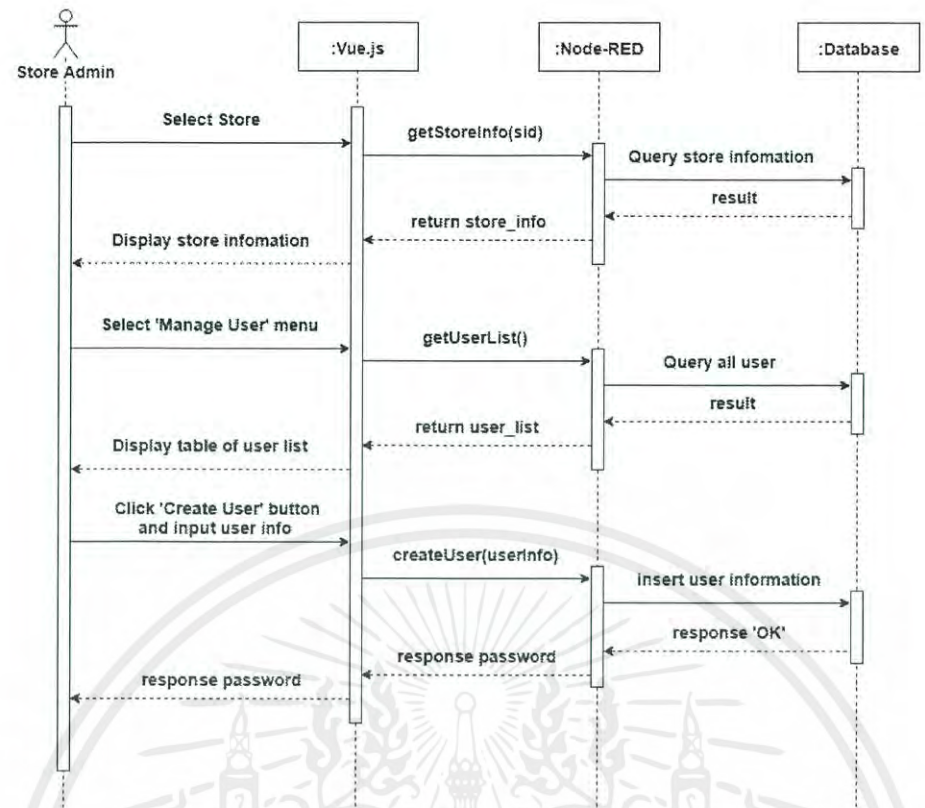 :Vue.js
:Node-RED
:Database
Store Admin
Select Store
getStoreInfo(sid)
Query store infomation
result
return store_info
Display store infomation
Select 'Manage User' menu
getUserList()
Query all user
result
return user_list
Display table of user list
Click 'Create User' button
and input user info
createUser(userInfo)
insert user information
response 'OK'
response password
response password